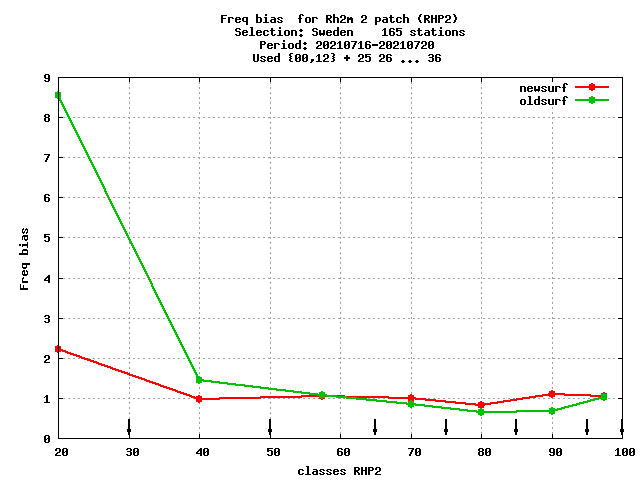 Freq bias  for Rh2m 2 patch (RHP2)
Selection: Sweden    165 stations
Period: 20210716-20210720
Used {00,12} + 25 26 ... 36
newsurf
oldsurf
9
8
7
6
5
4
3
2
1
0
Freq bias
20 30 40 50 60 70 80 90 100
classes RHP2